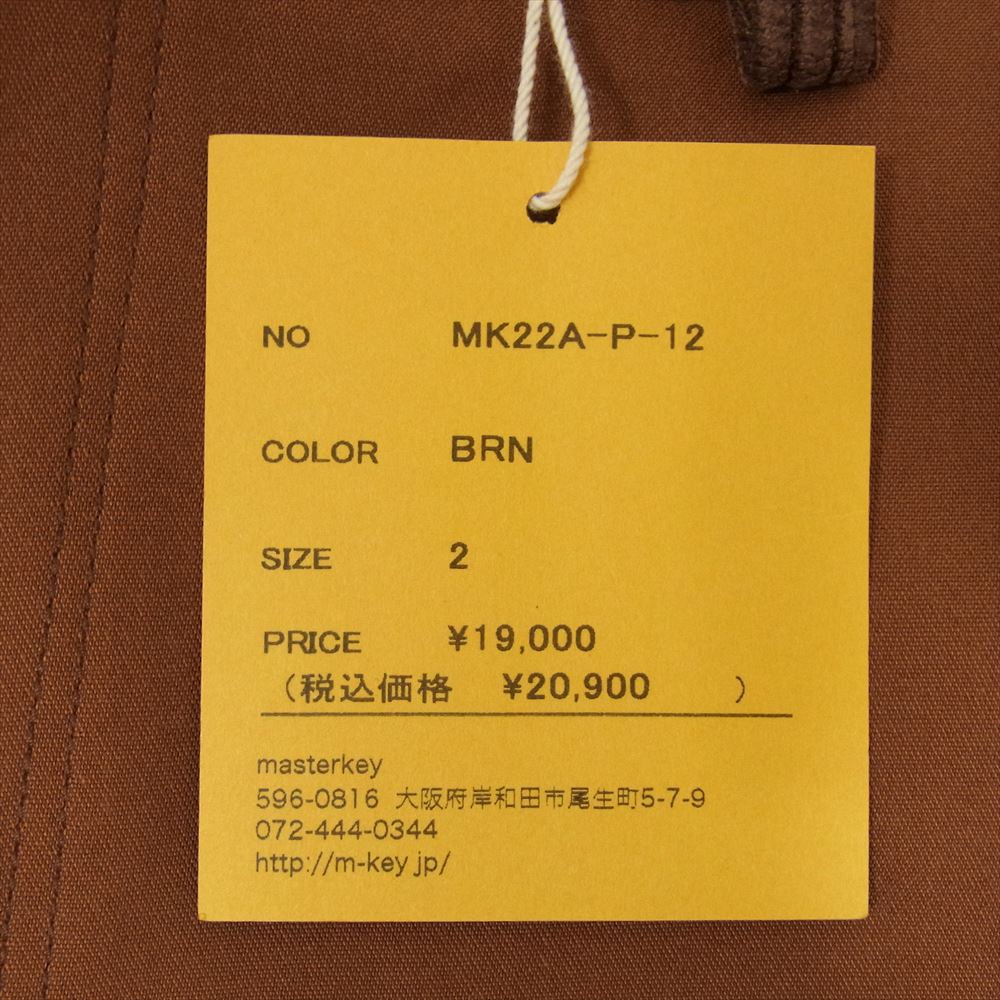 NO MK22A-P-12
COLOR BRN
SIZE 2
PRICE ¥19,000
(税込価格 ¥20,900 )
masterkey
596-0816 大阪府岸和田市尾生町5-7-9
072-444-0344
http://m-key.jp/